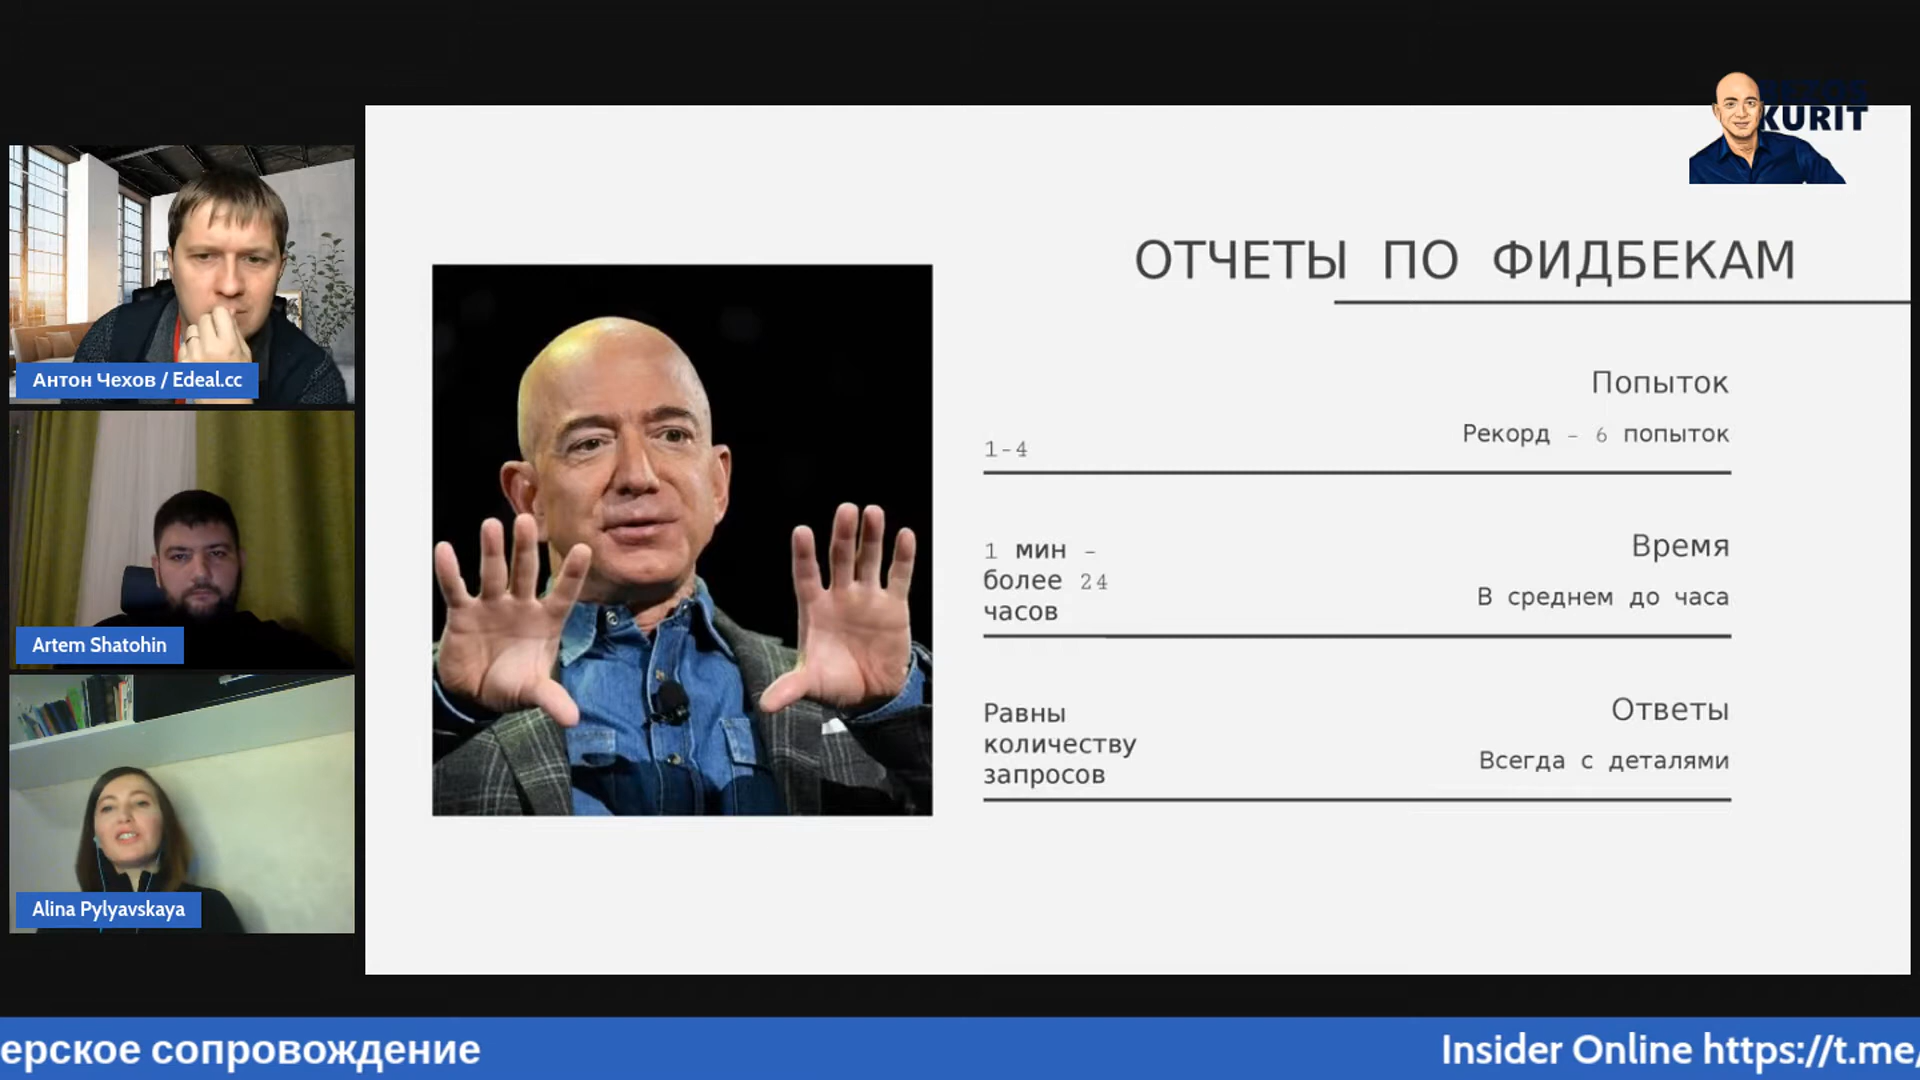 BEZOS
KURIT
Антон Чехов / Edeal.cc
Artem Shatohin
Alina Pylyavskaya
ОТЧЕТЫ ПО ФИДБЕКАМ
Попыток
Рекорд - 6 попыток
1-4
Время
В среднем до часа
1 мин -
более 24
часов
Ответы
Всегда с деталями
Равны
количеству
запросов
ерское сопровождение
Insider Online https://t.me/